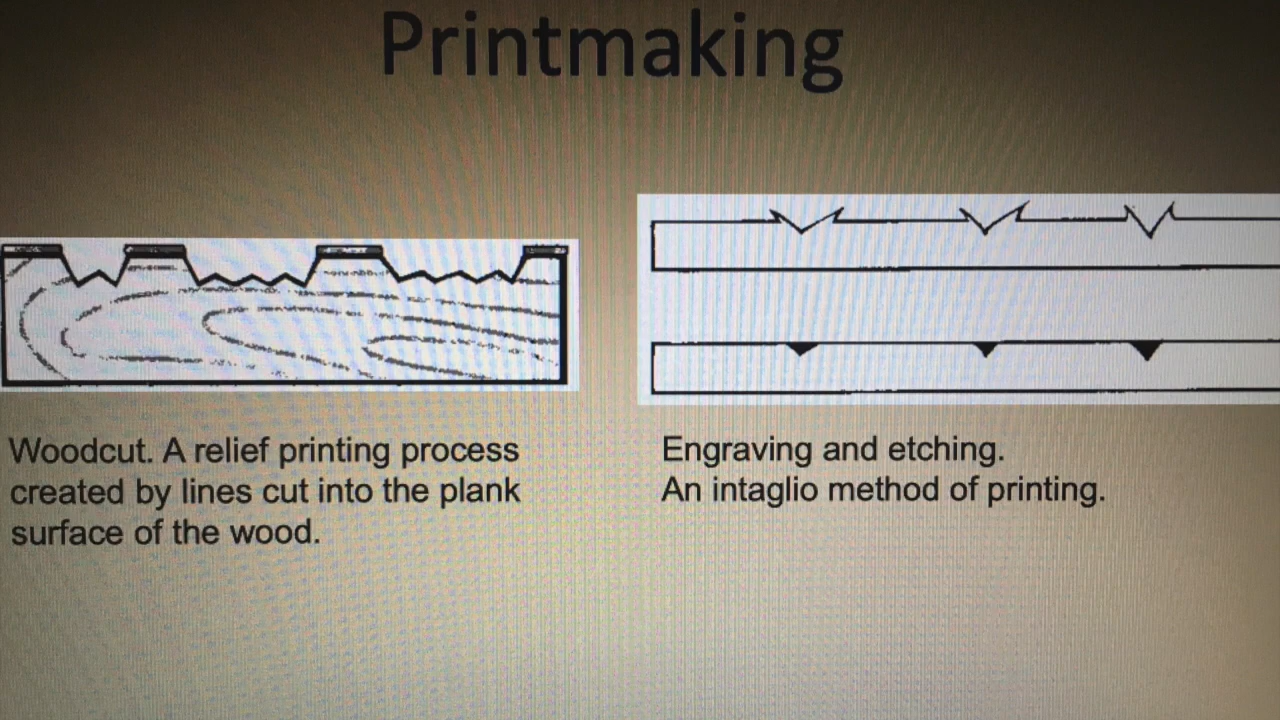 Printmaking
Woodcut. A relief printing process
created by lines cut into the plank
surface of the wood.
Engraving and etching.
An intaglio method of printing.